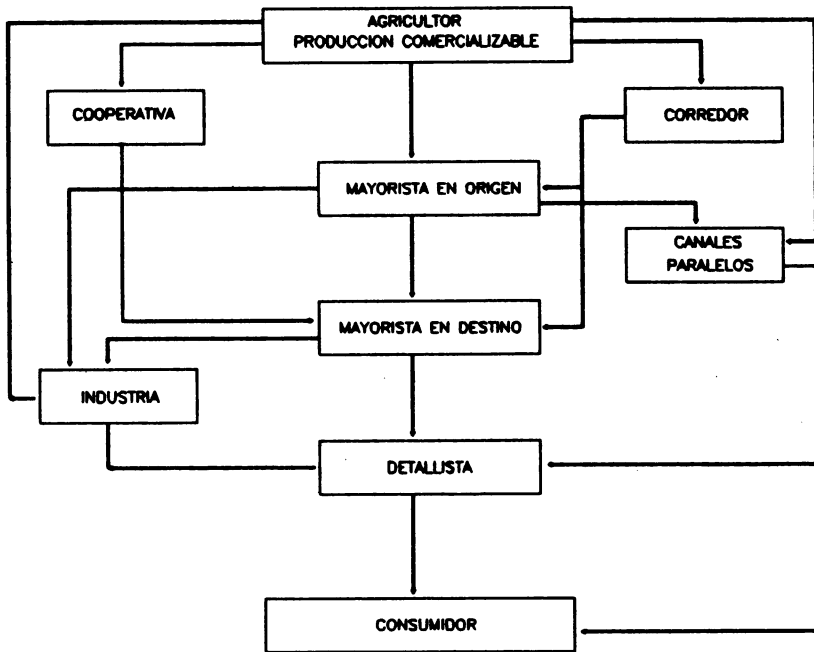 AGRICULTOR
PRODUCCION COMERCIALIZABLE
COOPERATIVA
CORREDOR
MAYORISTA EN ORIGEN
CANALES
PARALELOS
MAYORISTA EN DESTINO
INDUSTRIA
DETALLISTA
CONSUMIDOR